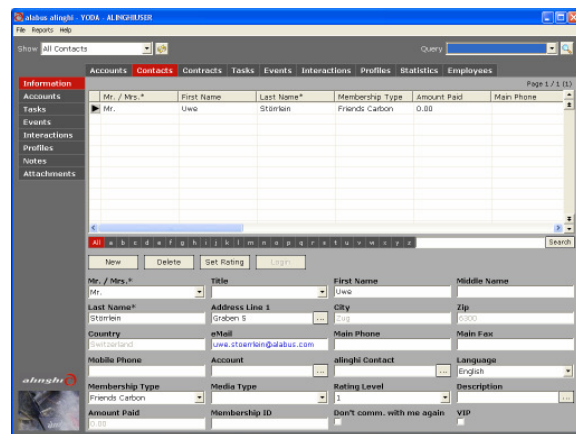 alabus alinghi - YODA - ALINGHIUSER
File Reports Help
Show All Contacts Query
Accounts Contacts Contracts Tasks Events Interactions Profiles Statistics Employees
Information Page 1 / 1 (1)
Accounts Mr. / Mrs.* First Name Last Name* Membership Type Amount Paid Main Phone
Tasks Mr. Uwe Störrlein Friends Carbon 0.00
Events
Interactions
Profiles
Notes
Attachments
All a b c d e f g h i j k l m n o p q r s t u v w x y z Search
New Delete Set Rating Login
Mr. / Mrs.* Title First Name Middle Name
Mr. Uwe
Last Name* Address Line 1 City Zip
Störrlein Graben 5 ... Zug 6300
Country eMail Main Phone Main Fax
Switzerland uwe.stoerrlein@alabus.com
Mobile Phone Account alinghi Contact Language
... ... English
alinghi
Membership Type Media Type Rating Level Description
Friends Carbon 1 ...
Amount Paid Membership ID Don't comm. with me again VIP
0.00